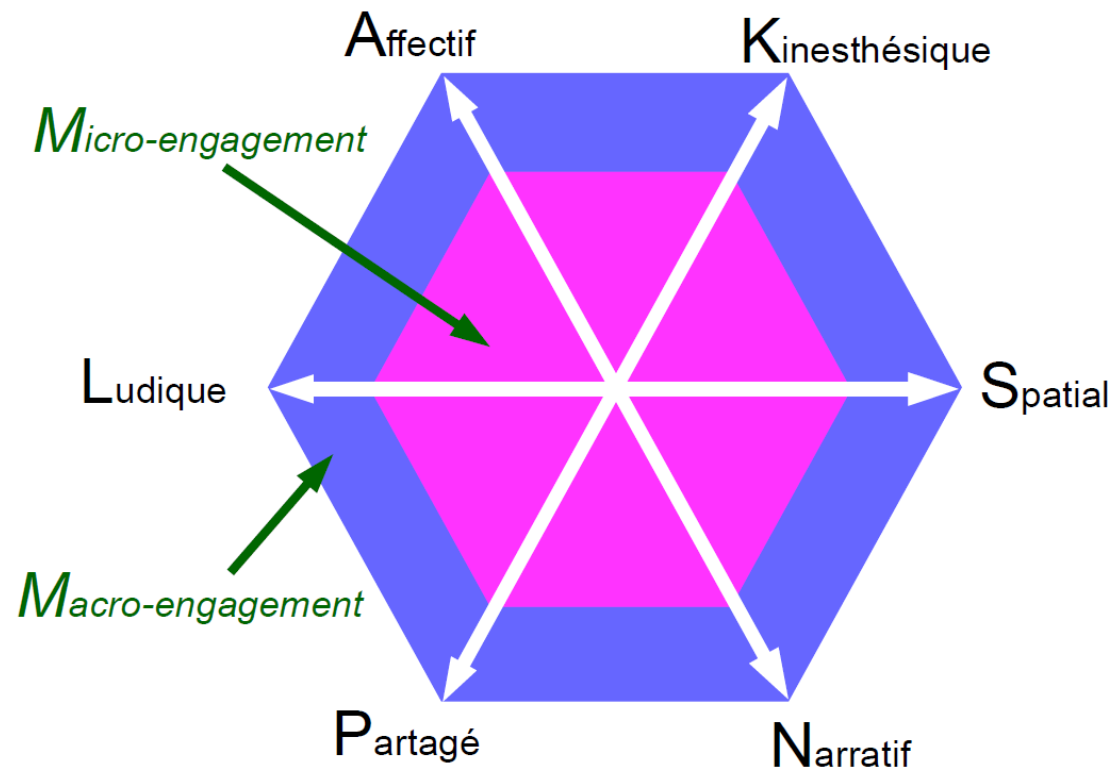 Affectif
Kinesthésique
Micro-engagement
Ludique
Spatial
Macro-engagement
Partagé
Narratif